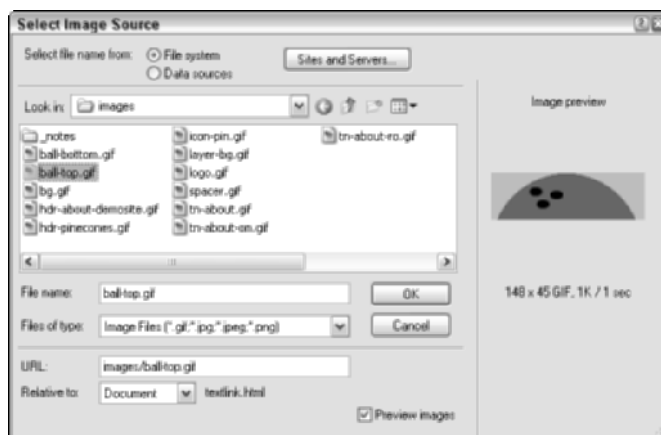 Select Image Source
Select file name from: File system
Data sources
Sites and Servers...
Look in: images
Image preview
_notes
ball-bottom.gif
ball-top.gif
bg.gif
hdr-about-demosite.gif
hdr-pinecones.gif
icon-pin.gif
layer-bg.gif
logo.gif
spacer.gif
tn-about.gif
tn-about-on.gif
tn-about-ro.gif
File name: ball-top.gif
OK
148 x 45 GIF, 1K / 1 sec
Files of type: Image Files (*.gif;*.jpg;*.jpeg;*.png)
Cancel
URL: images/ball-top.gif
Relative to: Document textlink.html
Preview images